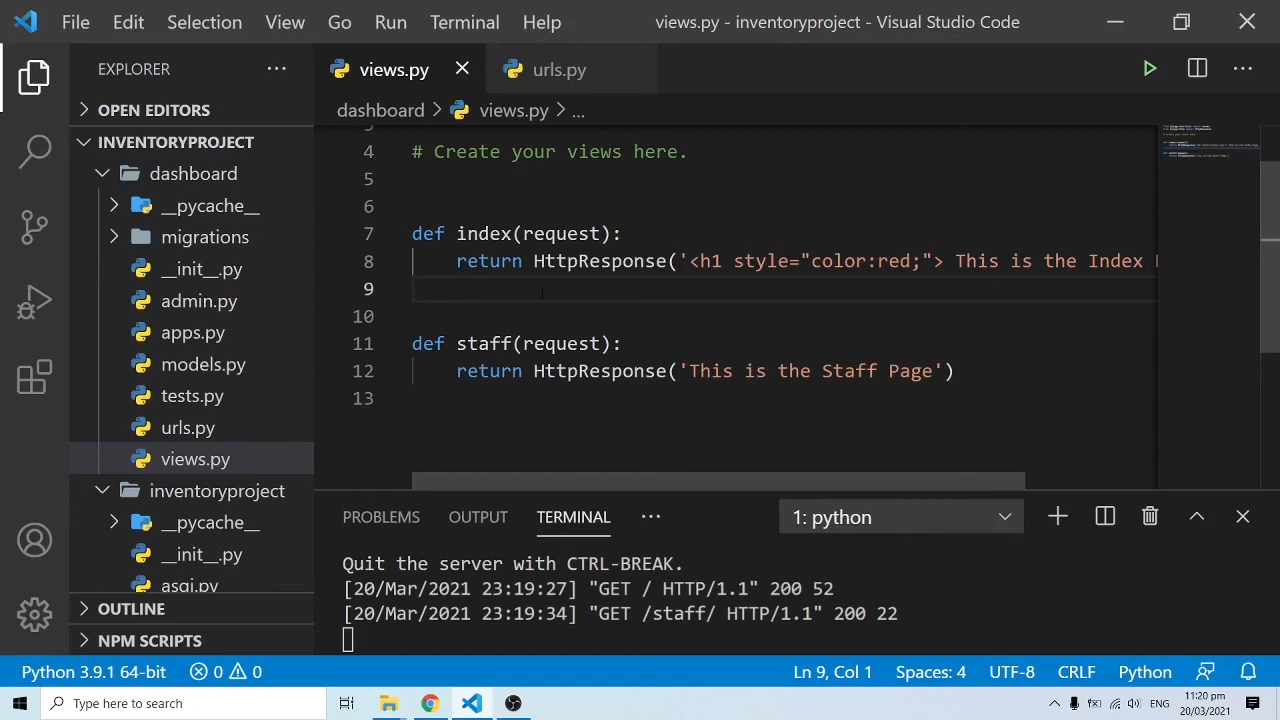 File Edit Selection View Go Run Terminal Help views.py - inventoryproject - Visual Studio Code
EXPLORER
OPEN EDITORS
INVENTORYPROJECT
dashboard
__pycache__
migrations
__init__.py
admin.py
apps.py
models.py
tests.py
urls.py
views.py
inventoryproject
__pycache__
__init__.py
asgi.py
OUTLINE
NPM SCRIPTS
views.py urls.py
dashboard > views.py > ...
4 # Create your views here.
5
6
7 def index(request):
8 return HttpResponse('<h1 style="color:red;"> This is the Index
9
10
11 def staff(request):
12 return HttpResponse('This is the Staff Page')
13
PROBLEMS OUTPUT TERMINAL 1: python
Quit the server with CTRL-BREAK.
[20/Mar/2021 23:19:27] "GET / HTTP/1.1" 200 52
[20/Mar/2021 23:19:34] "GET /staff/ HTTP/1.1" 200 22
Python 3.9.1 64-bit 0 0 Ln 9, Col 1 Spaces: 4 UTF-8 CRLF Python
Type here to search ENG 11:20 pm
20/03/2021